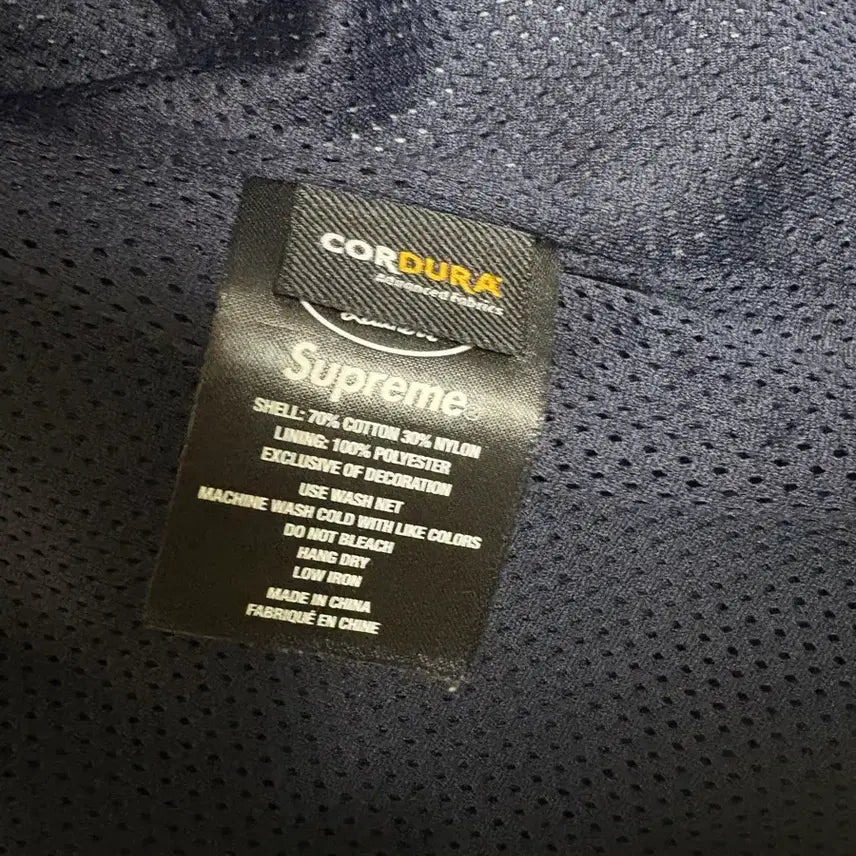 CORDURA
Advanced Fabrics
Supreme®
SHELL: 70% COTTON 30% NYLON
LINING: 100% POLYESTER
EXCLUSIVE OF DECORATION
USE WASH NET
MACHINE WASH COLD WITH LIKE COLORS
DO NOT BLEACH
HANG DRY
LOW IRON
MADE IN CHINA
FABRIQUÉ EN CHINE